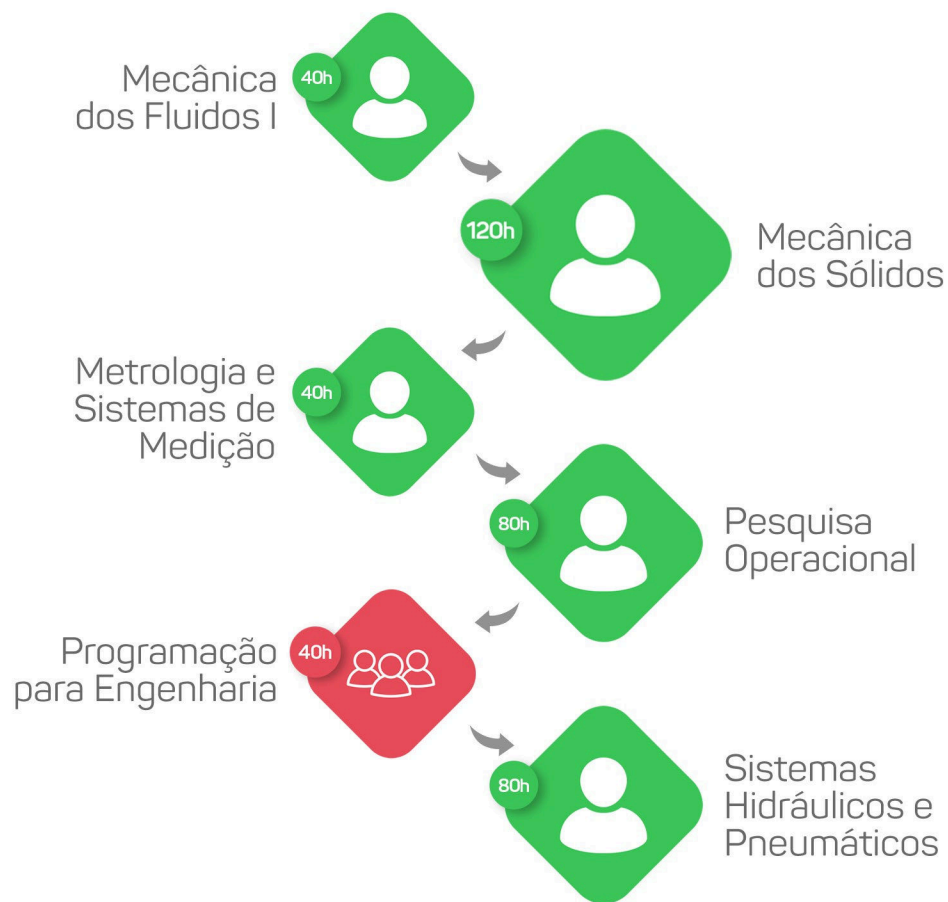 Mecânica
dos Fluidos I
40h
120h
Mecânica
dos Sólidos
Metrologia e
Sistemas de
Medição
40h
80h
Pesquisa
Operacional
Programação
para Engenharia
40h
80h
Sistemas
Hidráulicos e
Pneumáticos